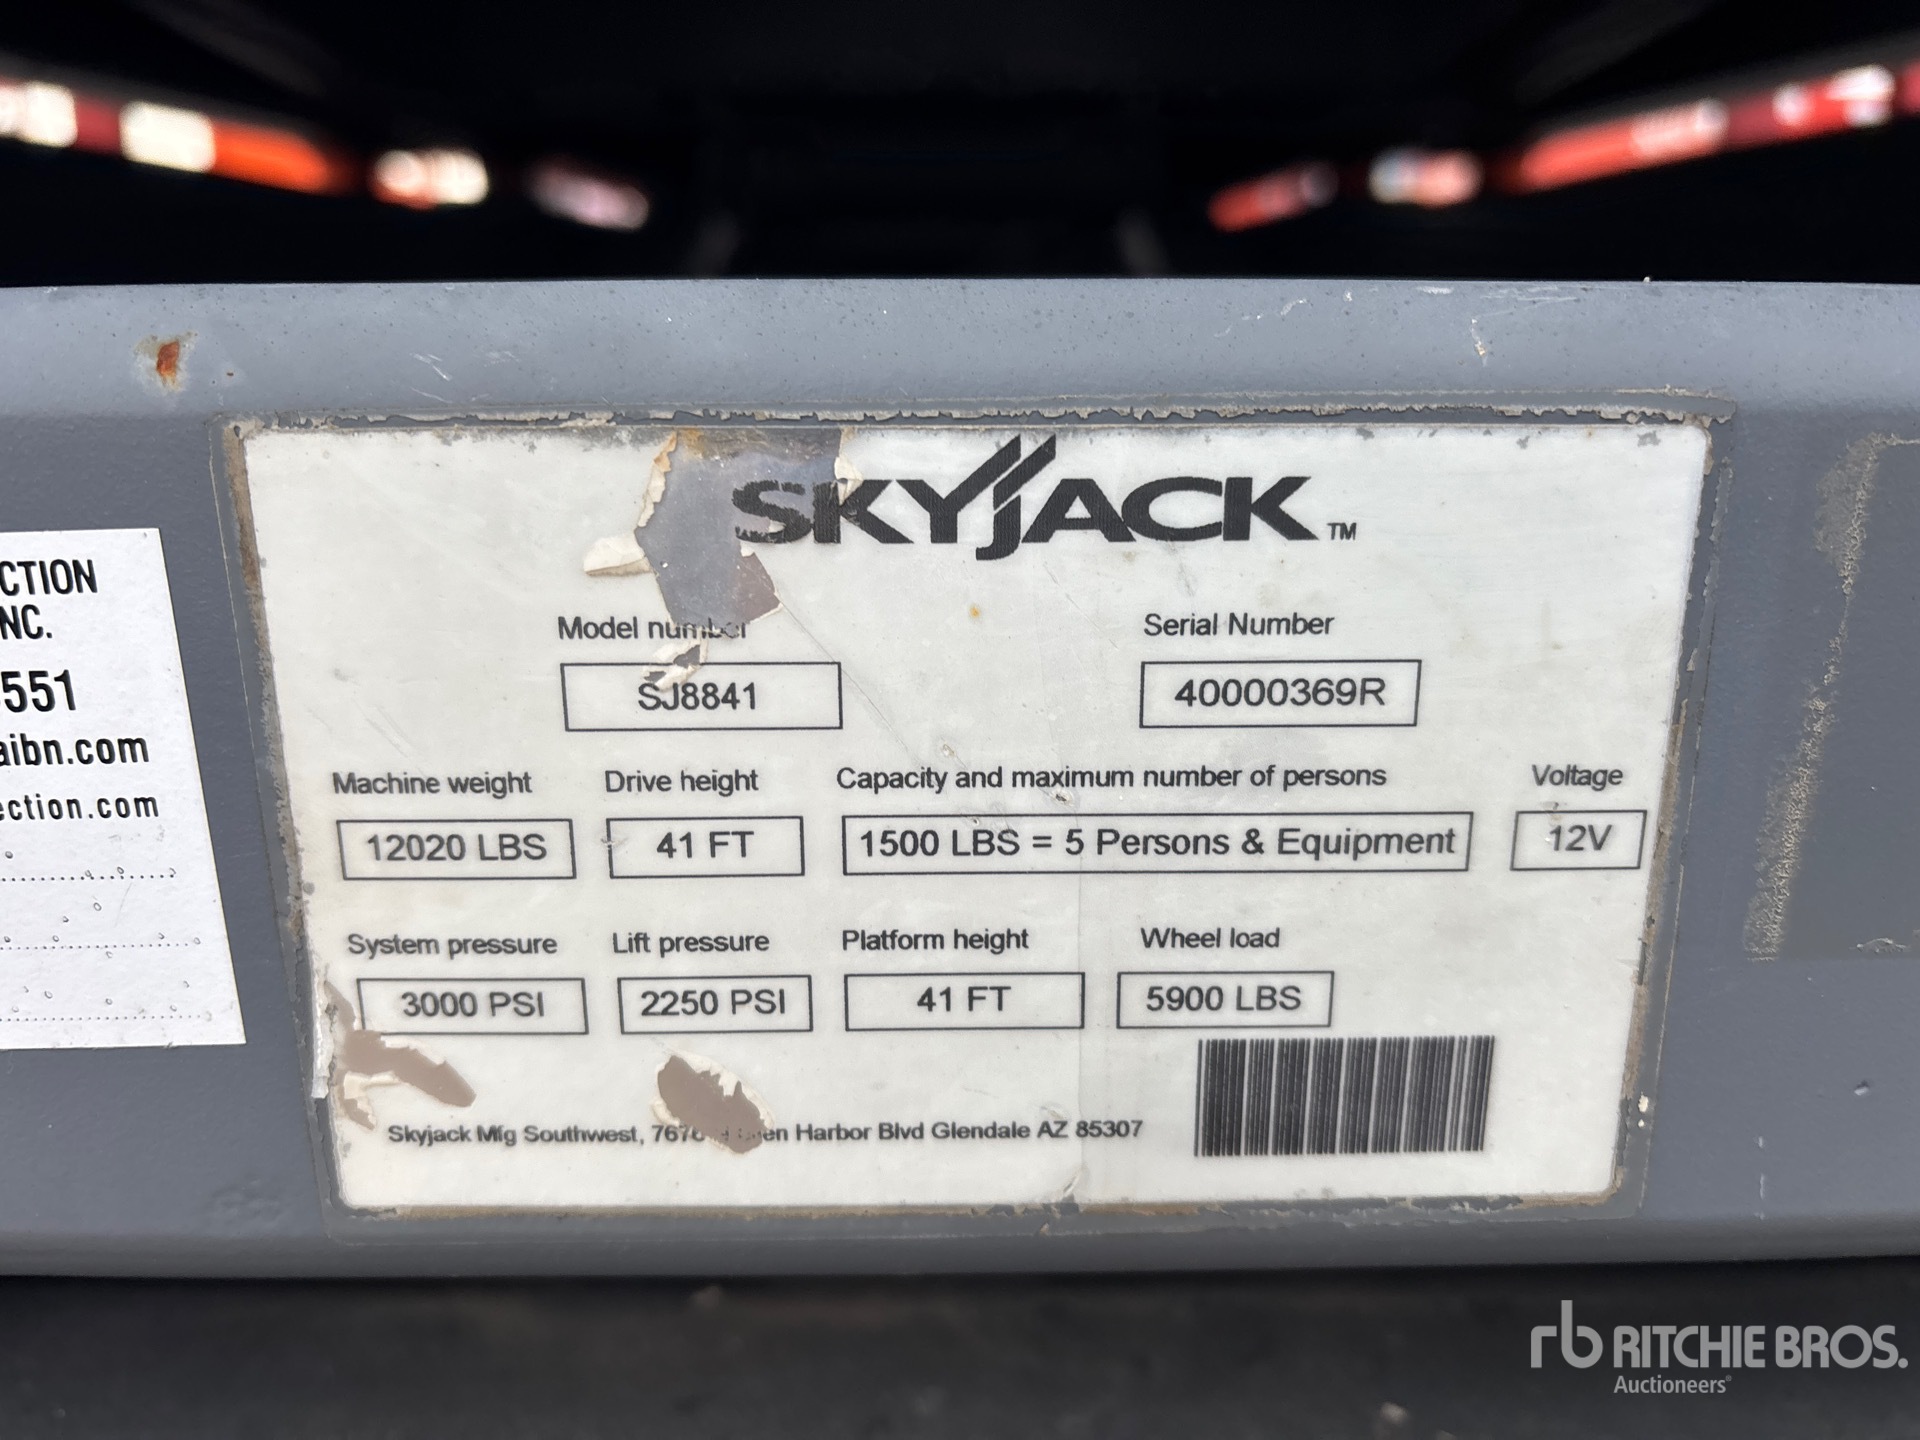 CTION
NC.
551
aibn.com
ection.com
SKYJACK™
Model number
Serial Number
SJ8841
40000369R
Machine weight
Drive height
Capacity and maximum number of persons
Voltage
12020 LBS
41 FT
1500 LBS = 5 Persons & Equipment
12V
System pressure
Lift pressure
Platform height
Wheel load
3000 PSI
2250 PSI
41 FT
5900 LBS
Skyjack Mfg Southwest, Harbor Blvd Glendale AZ 85307
rb RITCHIE BROS.
Auctioneers®